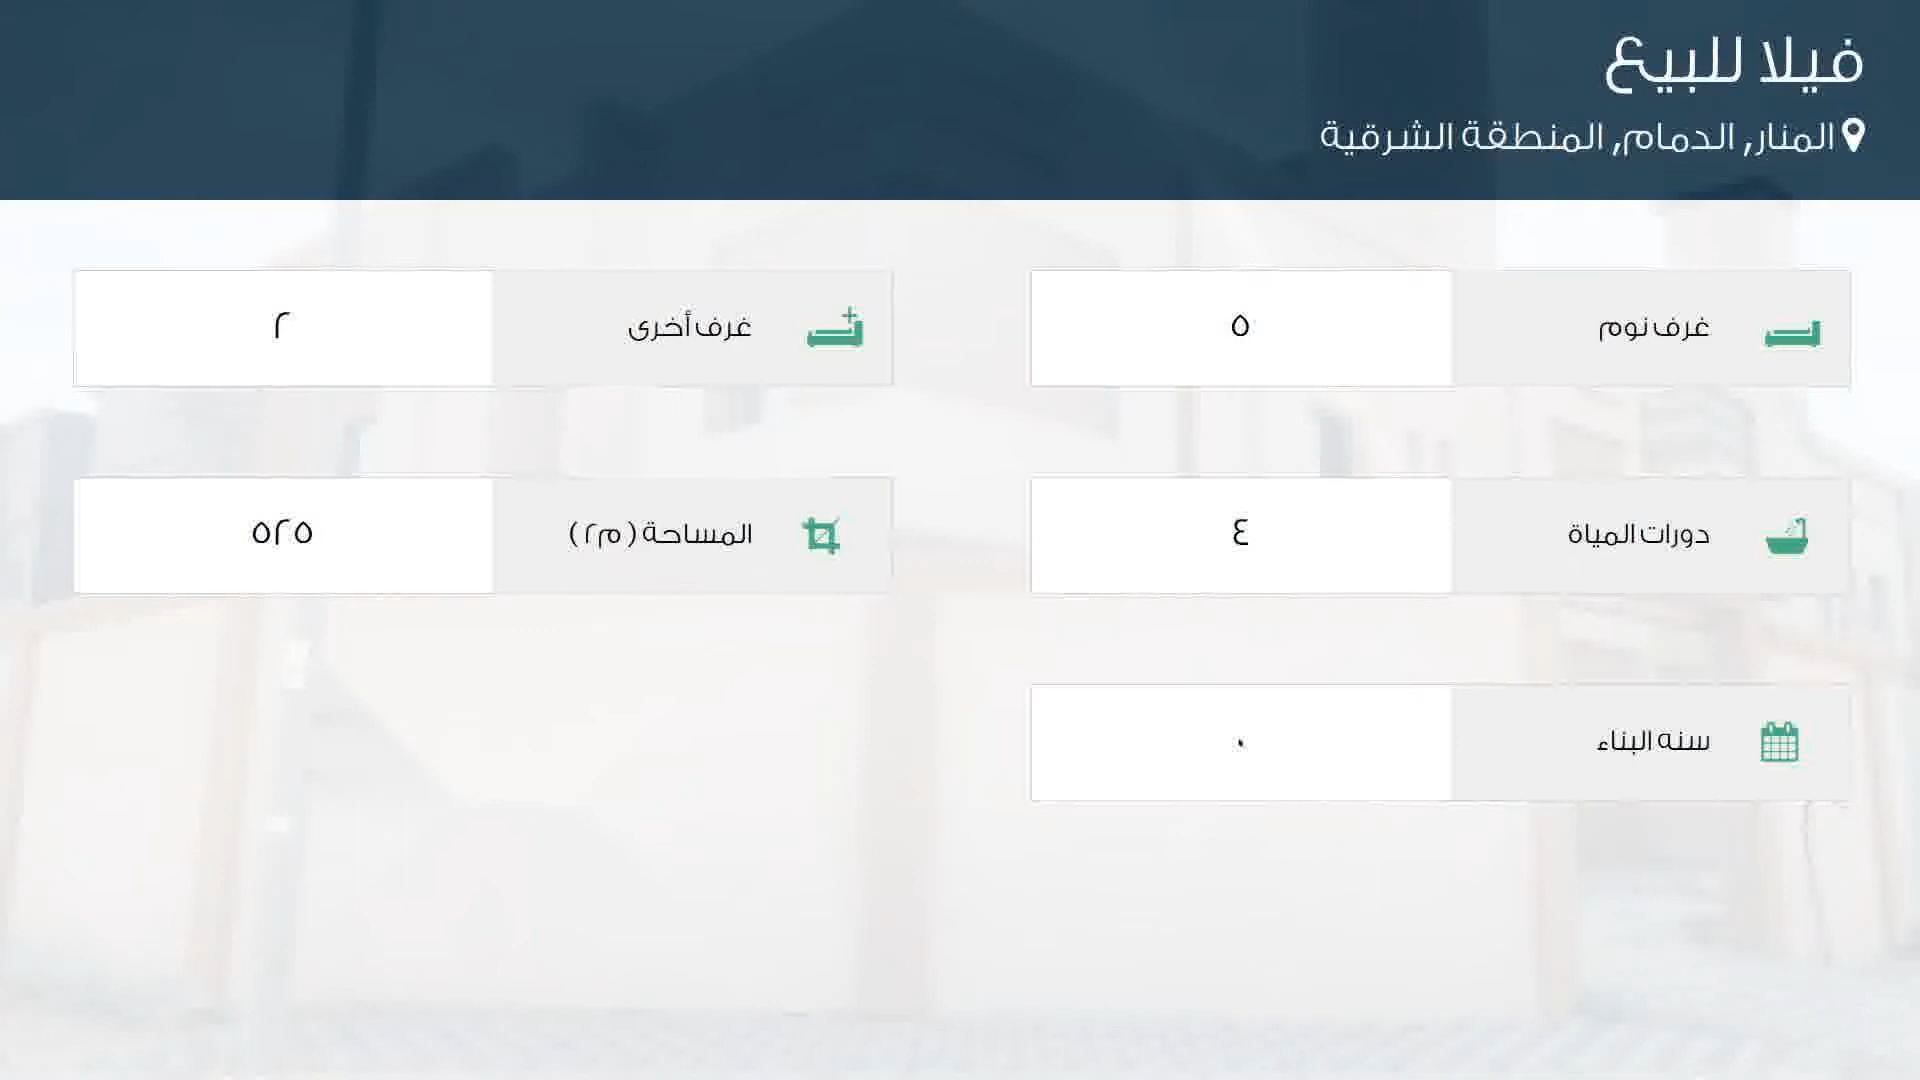 فيلا للبيع
المنار, الدمام, المنطقة الشرقية
غرف نوم ٥
غرف أخرى ٢
دورات المياة ٤
المساحة (م٢) ٥٢٥
سنه البناء ٠